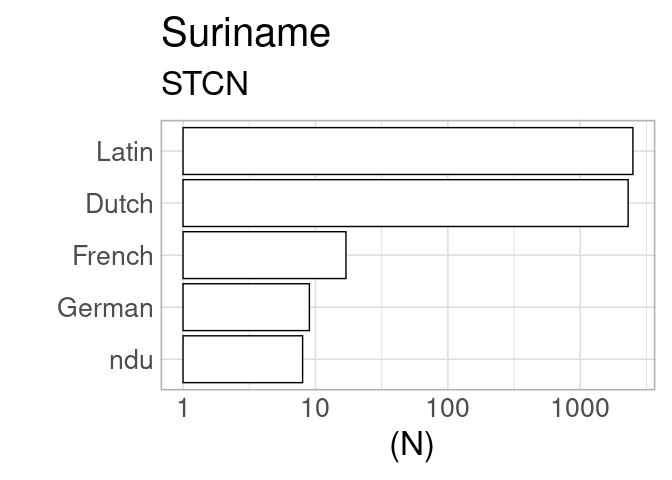 Suriname
STCN
Latin
Dutch
French
German
ndu
1 10 100 1000
(N)